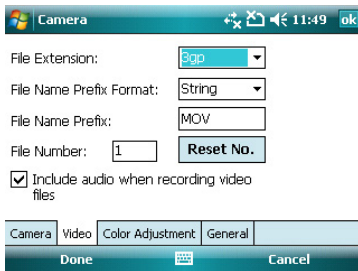 Camera 11:49 ok
File Extension: 3gp
File Name Prefix Format: String
File Name Prefix: MOV
File Number: 1 Reset No.
Include audio when recording video
files
Camera Video Color Adjustment General
Done Cancel